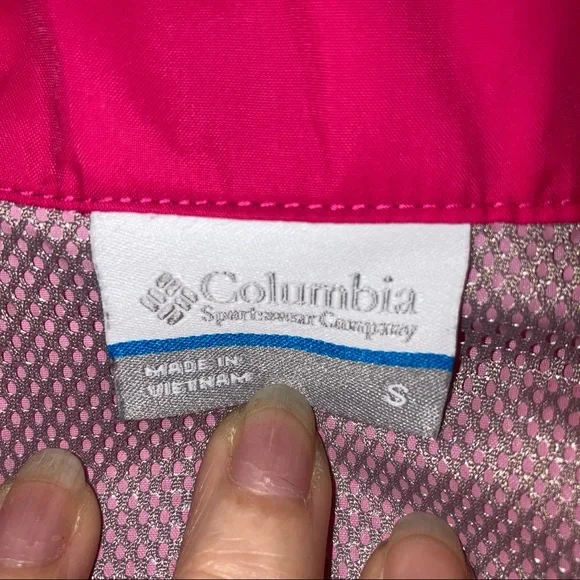 Columbia
Sportswear Company
MADE IN
VIETNAM
S